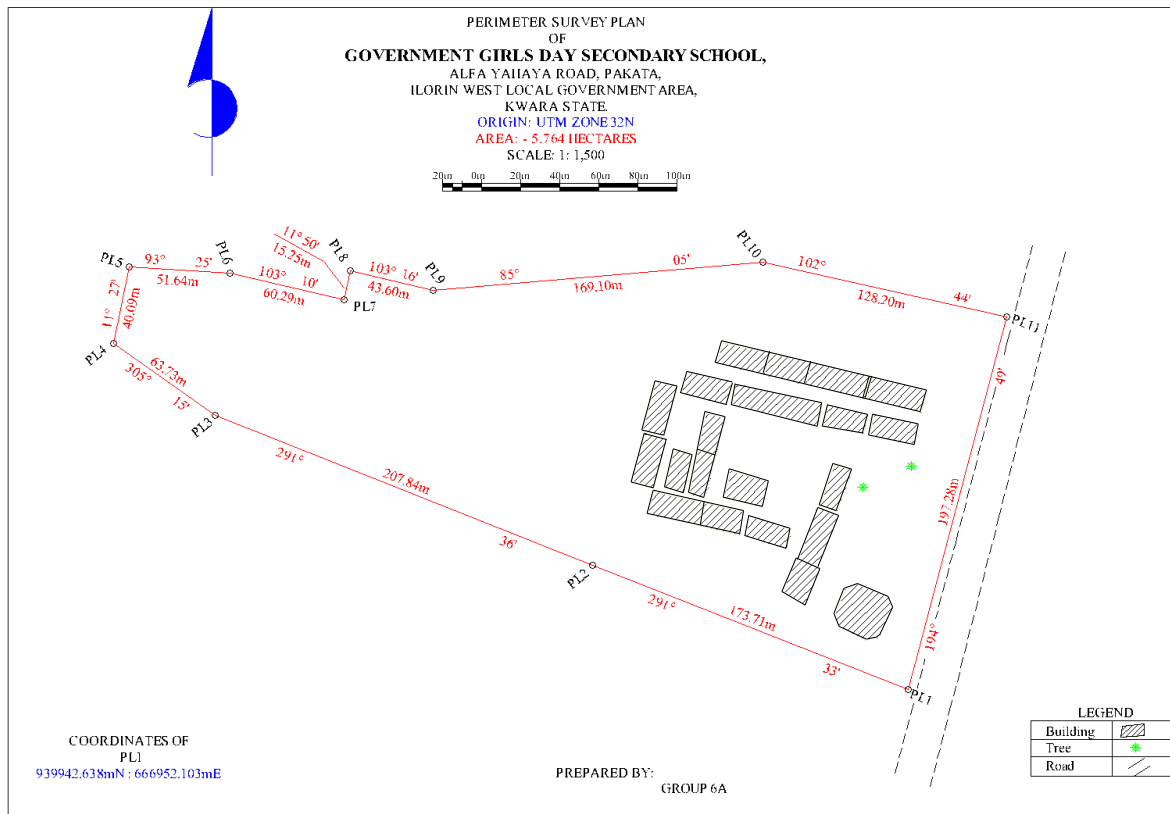 PERIMETER SURVEY PLAN
OF
GOVERNMENT GIRLS DAY SECONDARY SCHOOL,
ALFA YAHAYA ROAD, PAKATA,
ILORIN WEST LOCAL GOVERNMENT AREA,
KWARA STATE.
ORIGIN: UTM ZONE 32N
AREA: - 5.764 HECTARES
SCALE: 1: 1,500
20m 0m 20m 40m 60m 80m 100m
PL5
93° 25'
51.64m
PL6
103° 10'
60.29m
PL7
11° 50'
15.25m
PL8
103° 16'
43.60m
PL9
85° 05'
169.10m
PL10
102° 44'
128.20m
PL11
194° 49'
197.28m
PL1
291° 33'
173.71m
PL2
291° 36'
207.84m
PL3
305° 15'
63.73m
PL4
11° 27'
40.09m
COORDINATES OF
PL1
939942.638mN : 666952.103mE
PREPARED BY:
GROUP 6A
LEGEND
Building
Tree
Road